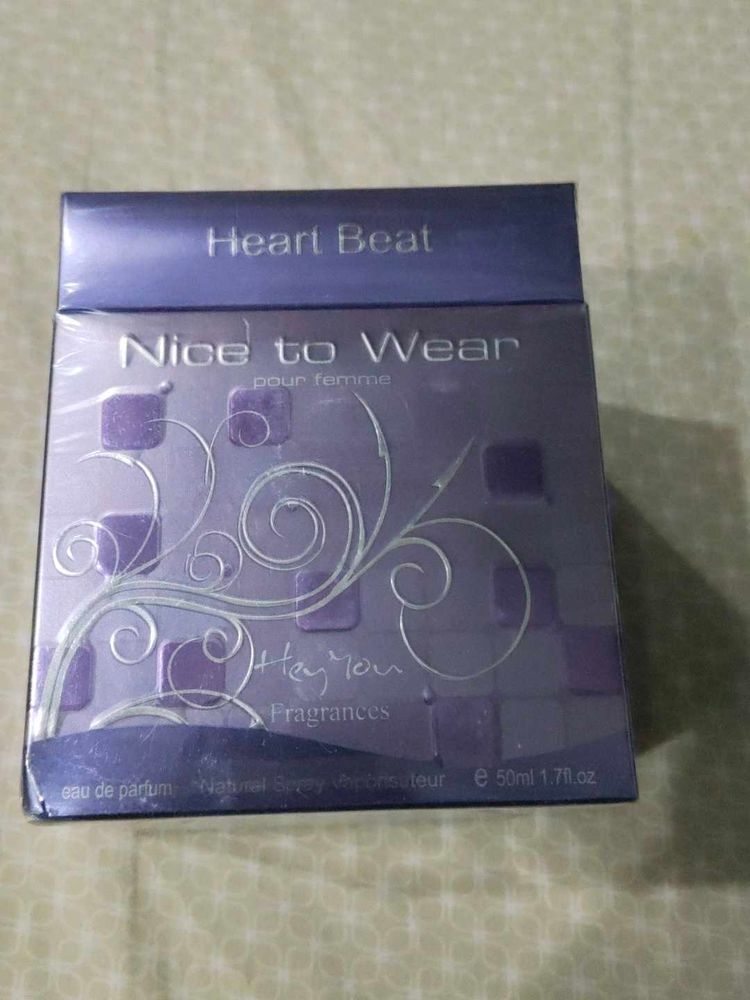 Heart Beat
Nice to Wear
pour femme
Hey You
Fragrances
eau de parfum Natural Spray Vaporisateur e 50ml 1.7fl.oz